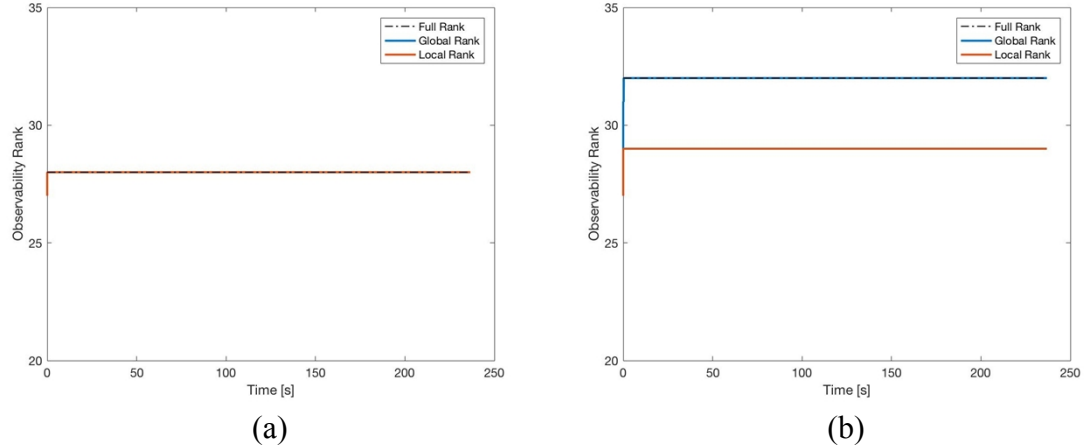 35
30
25
20
Observability Rank
0
50
100
150
200
250
Time [s]
Full Rank
Global Rank
Local Rank
(a)
35
30
25
20
Observability Rank
0
50
100
150
200
250
Time [s]
Full Rank
Global Rank
Local Rank
(b)